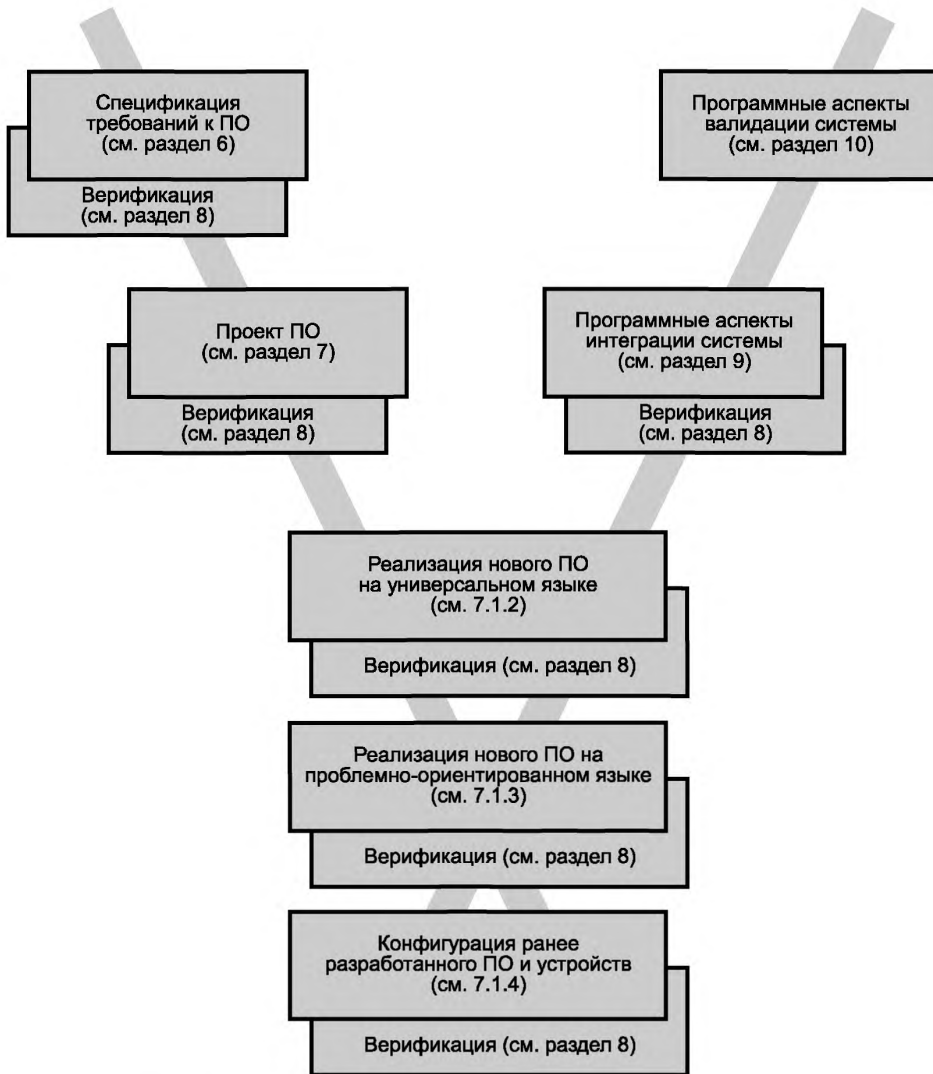 Спецификация
требований к ПО
(см. раздел 6)
Верификация
(см. раздел 8)
Программные аспекты
валидации системы
(см. раздел 10)
Проект ПО
(см. раздел 7)
Верификация
(см. раздел 8)
Программные аспекты
интеграции системы
(см. раздел 9)
Верификация
(см. раздел 8)
Реализация нового ПО
на универсальном языке
(см. 7.1.2)
Верификация (см. раздел 8)
Реализация нового ПО на
проблемно-ориентированном языке
(см. 7.1.3)
Верификация (см. раздел 8)
Конфигурация ранее
разработанного ПО и устройств
(см. 7.1.4)
Верификация (см. раздел 8)